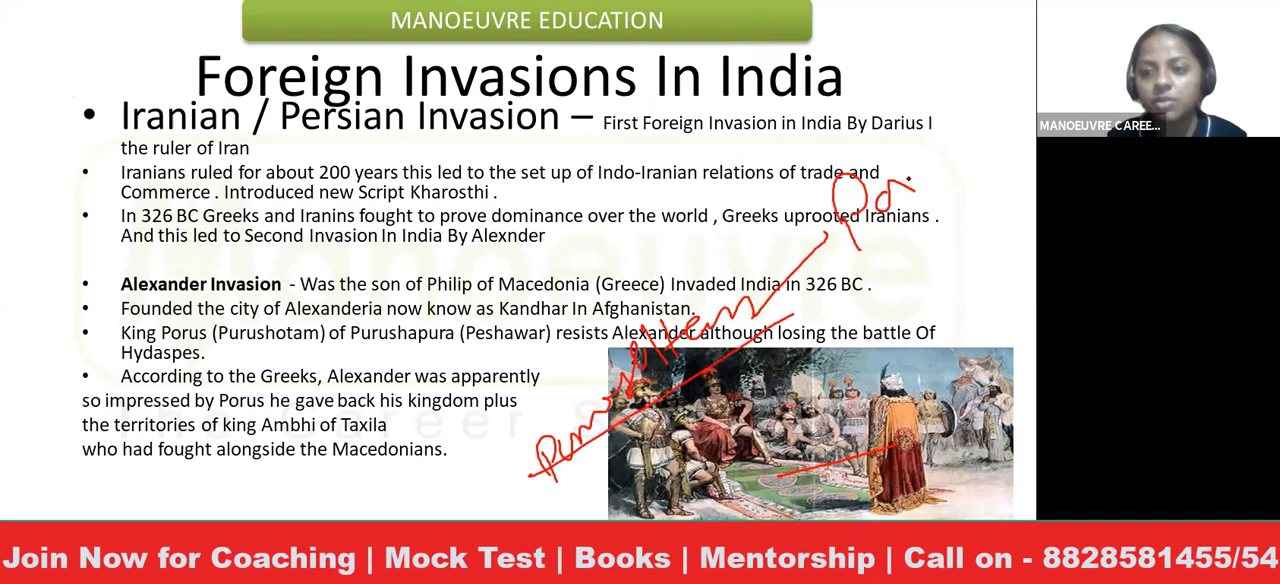 MANOEUVRE EDUCATION
Foreign Invasions In India
• Iranian / Persian Invasion – First Foreign Invasion in India By Darius I
the ruler of Iran
• Iranians ruled for about 200 years this led to the set up of Indo-Iranian relations of trade and
Commerce . Introduced new Script Kharosthi .
• In 326 BC Greeks and Iranins fought to prove dominance over the world , Greeks uprooted Iranians .
And this led to Second Invasion In India By Alexnder
• Alexander Invasion - Was the son of Philip of Macedonia (Greece) Invaded India in 326 BC .
• Founded the city of Alexanderia now know as Kandhar In Afghanistan.
• King Porus (Purushotam) of Purushapura (Peshawar) resists Alexander although losing the battle Of
Hydaspes.
• According to the Greeks, Alexander was apparently
so impressed by Porus he gave back his kingdom plus
the territories of king Ambhi of Taxila
who had fought alongside the Macedonians.
Por
MANOEUVRE CAREE...
Join Now for Coaching | Mock Test | Books | Mentorship | Call on - 8828581455/54